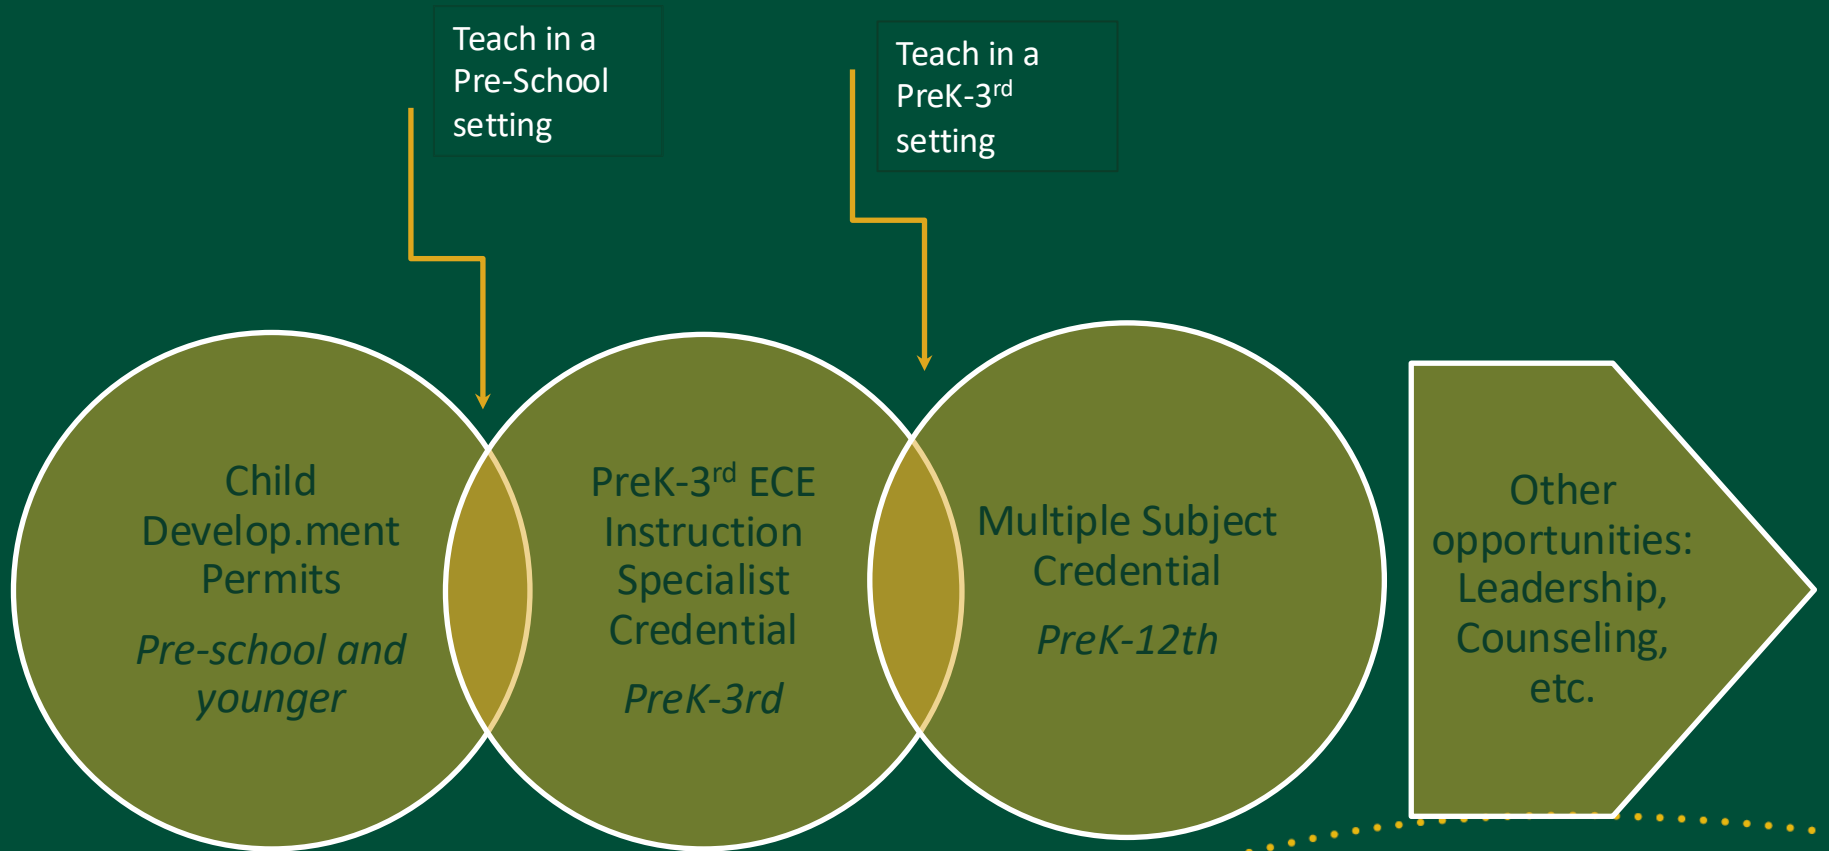 Teach in a
Pre-School
setting
Teach in a
PreK-3rd
setting
Child
Develop.ment
Permits
Pre-school and
younger
PreK-3rd ECE
Instruction
Specialist
Credential
PreK-3rd
Multiple Subject
Credential
PreK-12th
Other
opportunities:
Leadership,
Counseling,
etc.